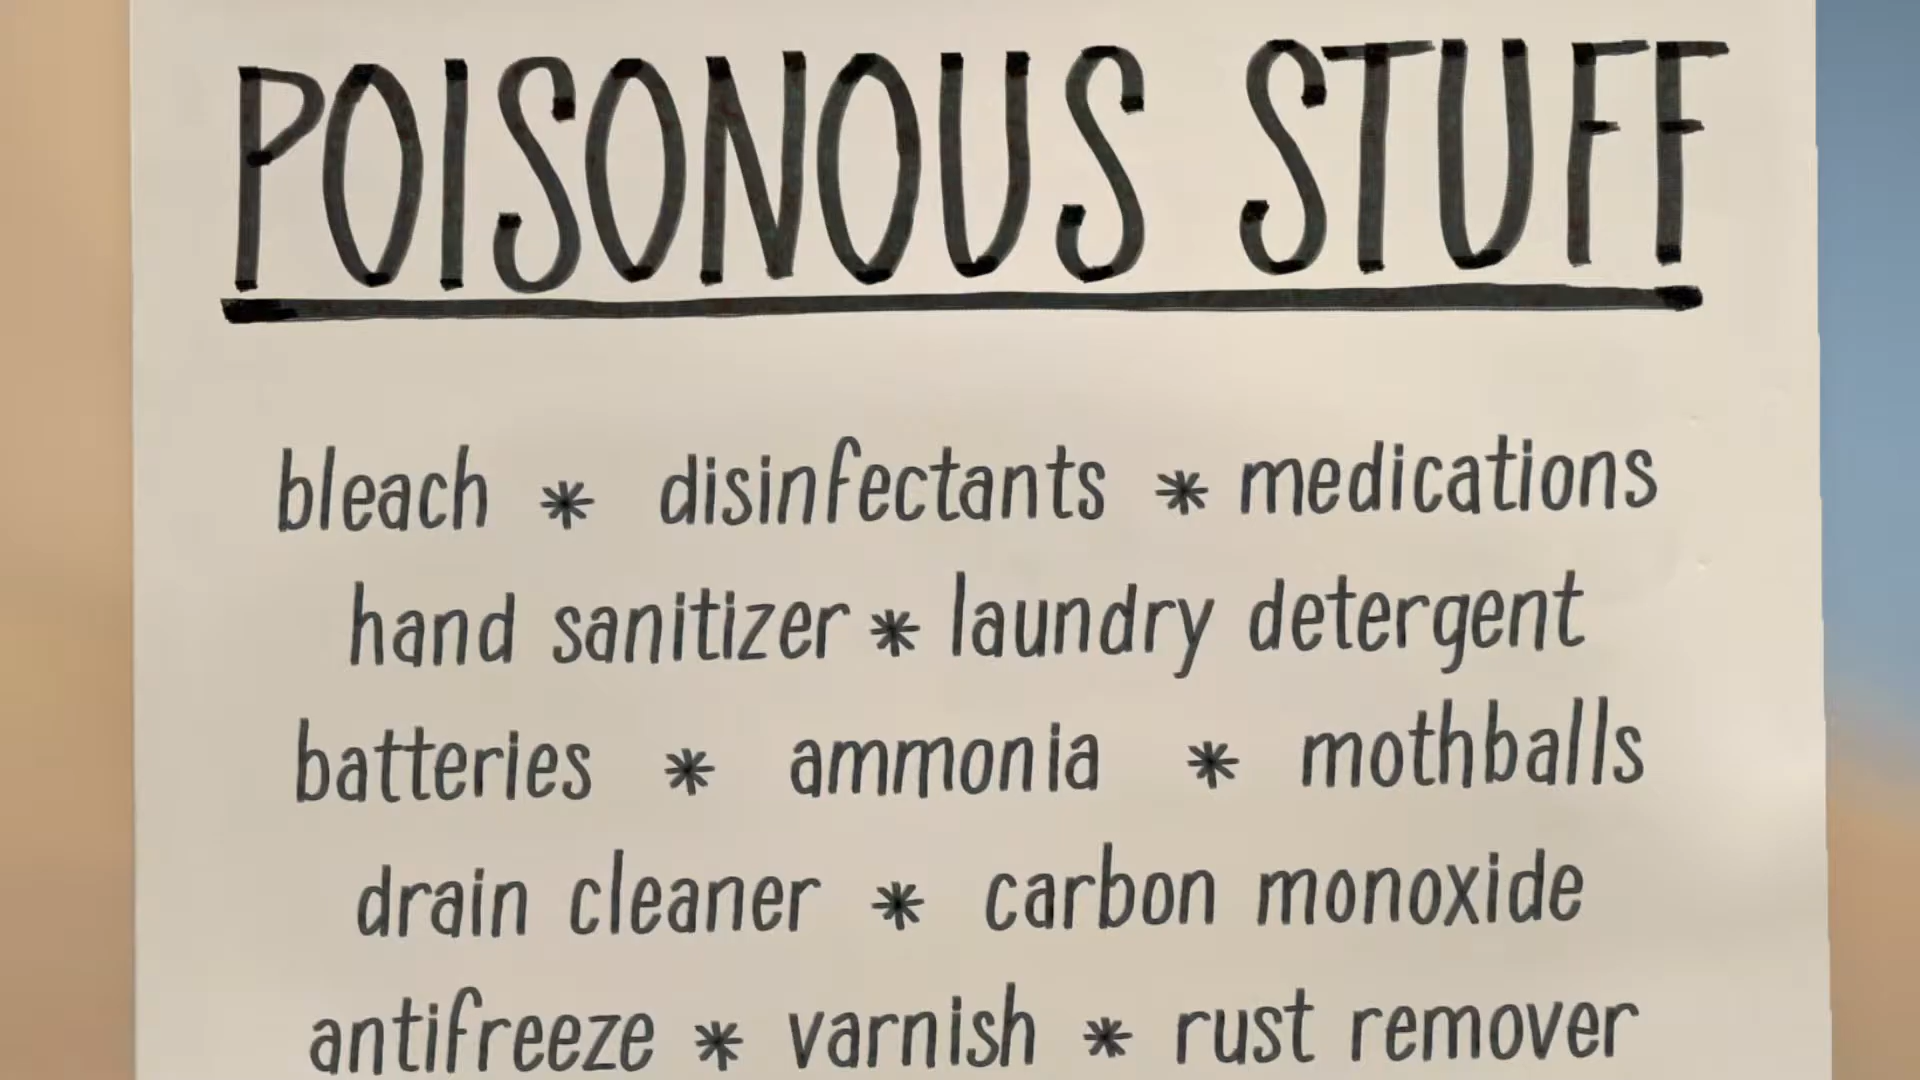 POISONOUS STUFF
bleach * disinfectants * medications
hand sanitizer * laundry detergent
batteries * ammonia * mothballs
drain cleaner * carbon monoxide
antifreeze * varnish * rust remover